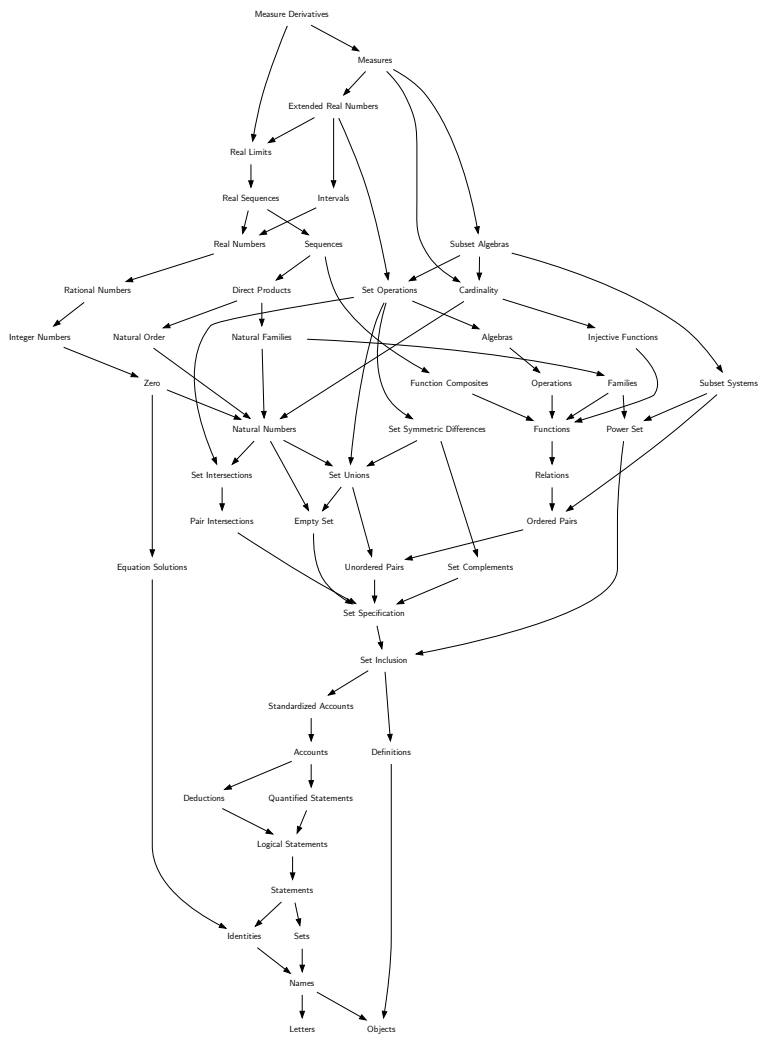 Measure Derivatives
Measures
Extended Real Numbers
Real Limits
Real Sequences
Intervals
Real Numbers
Sequences
Subset Algebras
Rational Numbers
Direct Products
Set Operations
Cardinality
Integer Numbers
Natural Order
Natural Families
Algebras
Injective Functions
Zero
Function Composites
Operations
Families
Subset Systems
Natural Numbers
Set Symmetric Differences
Functions
Power Set
Set Intersections
Set Unions
Relations
Pair Intersections
Empty Set
Ordered Pairs
Equation Solutions
Unordered Pairs
Set Complements
Set Specification
Set Inclusion
Standardized Accounts
Accounts
Definitions
Deductions
Quantified Statements
Logical Statements
Statements
Identities
Sets
Names
Letters
Objects